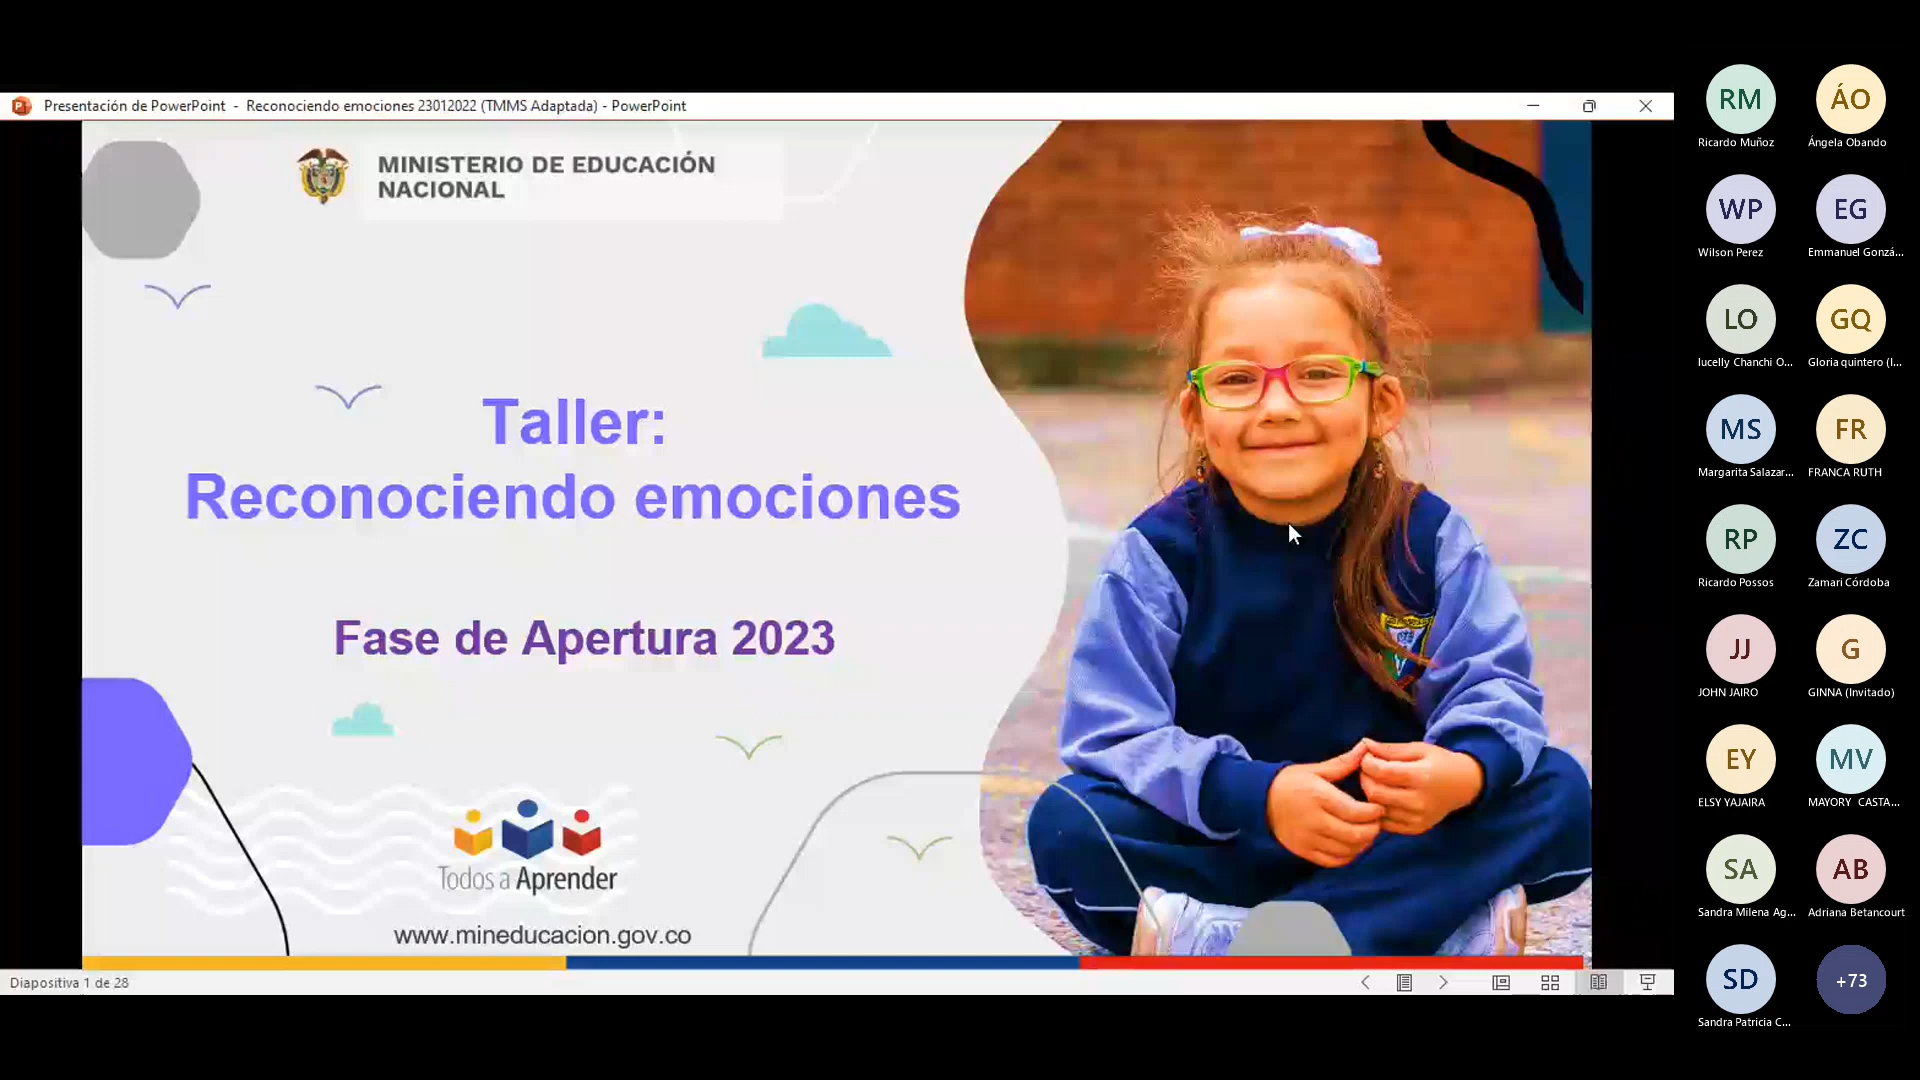 Presentación de PowerPoint - Reconociendo emociones 23012022 (TMMS Adaptada) - PowerPoint
MINISTERIO DE EDUCACIÓN
NACIONAL
Taller:
Reconociendo emociones
Fase de Apertura 2023
Todos a Aprender
www.mineducacion.gov.co
Diapositiva 1 de 28
RM
ÁO
Ricardo Muñoz
Ángela Obando
WP
EG
Wilson Perez
Emmanuel Gonzá...
LO
GQ
lucelly Chanchi O...
Gloria quintero (I...
MS
FR
Margarita Salazar...
FRANCA RUTH
RP
ZC
Ricardo Possos
Zamari Córdoba
JJ
G
JOHN JAIRO
GINNA (Invitado)
EY
MV
ELSY YAJAIRA
MAYORY CASTA...
SA
AB
Sandra Milena Ag...
Adriana Betancourt
SD
+73
Sandra Patricia C...